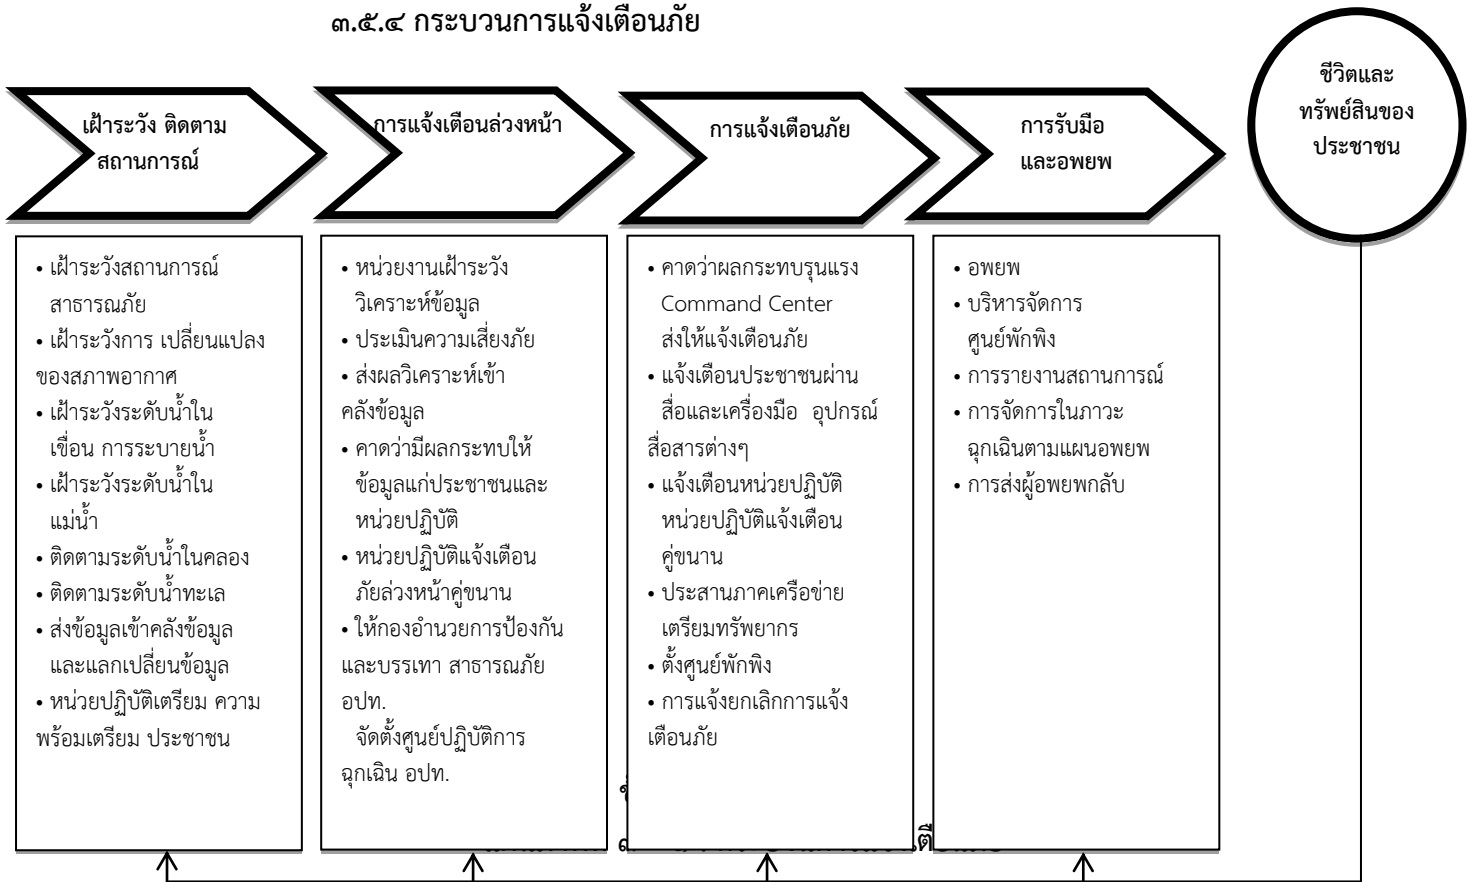 ๓.๕.๔ กระบวนการแจ้งเตือนภัย
เฝ้าระวัง ติดตาม
สถานการณ์
การแจ้งเตือนล่วงหน้า
การแจ้งเตือนภัย
การรับมือ
และอพยพ
ชีวิตและ
ทรัพย์สินของ
ประชาชน
• เฝ้าระวังสถานการณ์
สาธารณภัย
• เฝ้าระวังการ เปลี่ยนแปลง
ของสภาพอากาศ
• เฝ้าระวังระดับน้ำใน
เขื่อน การระบายน้ำ
• เฝ้าระวังระดับน้ำใน
แม่น้ำ
• ติดตามระดับน้ำในคลอง
• ติดตามระดับน้ำทะเล
• ส่งข้อมูลเข้าคลังข้อมูล
และแลกเปลี่ยนข้อมูล
• หน่วยปฏิบัติเตรียม ความ
พร้อมเตรียม ประชาชน
• หน่วยงานเฝ้าระวัง
วิเคราะห์ข้อมูล
• ประเมินความเสี่ยงภัย
• ส่งผลวิเคราะห์เข้า
คลังข้อมูล
• คาดว่ามีผลกระทบให้
ข้อมูลแก่ประชาชนและ
หน่วยปฏิบัติ
• หน่วยปฏิบัติแจ้งเตือน
ภัยล่วงหน้าคู่ขนาน
• ให้กองอำนวยการป้องกัน
และบรรเทา สาธารณภัย
อปท.
จัดตั้งศูนย์ปฏิบัติการ
ฉุกเฉิน อปท.
• คาดว่าผลกระทบรุนแรง
Command Center
ส่งให้แจ้งเตือนภัย
• แจ้งเตือนประชาชนผ่าน
สื่อและเครื่องมือ อุปกรณ์
สื่อสารต่างๆ
• แจ้งเตือนหน่วยปฏิบัติ
หน่วยปฏิบัติแจ้งเตือน
คู่ขนาน
• ประสานภาคเครือข่าย
เตรียมทรัพยากร
• ตั้งศูนย์พักพิง
• การแจ้งยกเลิกการแจ้ง
เตือนภัย
• อพยพ
• บริหารจัดการ
ศูนย์พักพิง
• การรายงานสถานการณ์
• การจัดการในภาวะ
ฉุกเฉินตามแผนอพยพ
• การส่งผู้อพยพกลับ